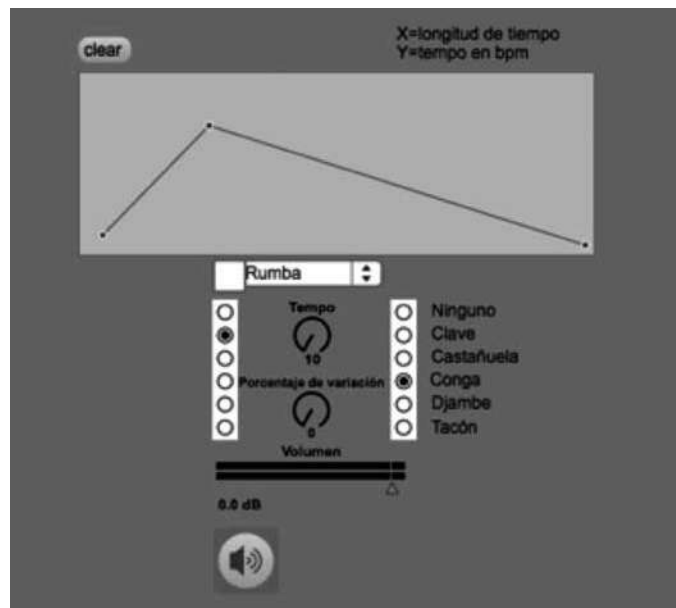 clear
X=longitud de tiempo
Y=tempo en bpm
Rumba
Tempo
10
Porcentaje de variación
0
Ninguno
Clave
Castañuela
Conga
Djambe
Tacón
Volumen
0.0 dB